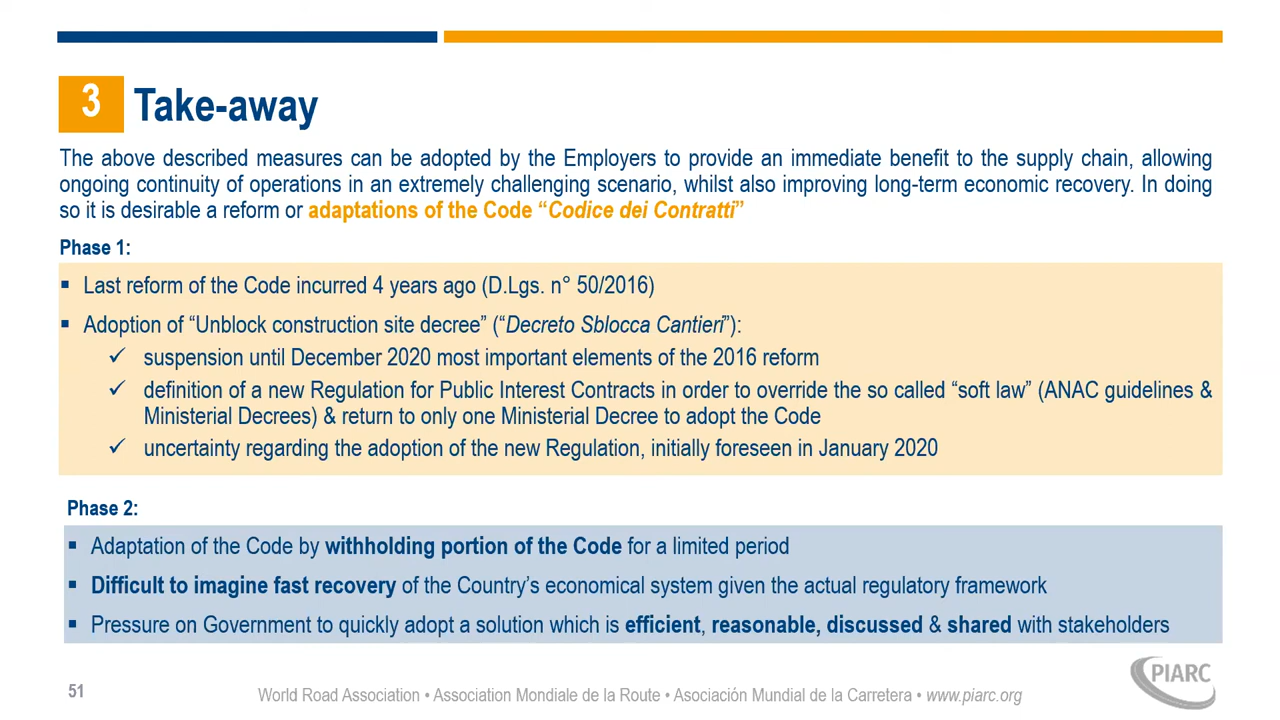 3 Take-away
The above described measures can be adopted by the Employers to provide an immediate benefit to the supply chain, allowing
ongoing continuity of operations in an extremely challenging scenario, whilst also improving long-term economic recovery. In doing
so it is desirable a reform or adaptations of the Code “Codice dei Contratti”
Phase 1:
▪ Last reform of the Code incurred 4 years ago (D.Lgs. n° 50/2016)
▪ Adoption of “Unblock construction site decree” (“Decreto Sblocca Cantieri”):
✓ suspension until December 2020 most important elements of the 2016 reform
✓ definition of a new Regulation for Public Interest Contracts in order to override the so called “soft law” (ANAC guidelines &
Ministerial Decrees) & return to only one Ministerial Decree to adopt the Code
✓ uncertainty regarding the adoption of the new Regulation, initially foreseen in January 2020
Phase 2:
▪ Adaptation of the Code by withholding portion of the Code for a limited period
▪ Difficult to imagine fast recovery of the Country’s economical system given the actual regulatory framework
▪ Pressure on Government to quickly adopt a solution which is efficient, reasonable, discussed & shared with stakeholders
51
World Road Association • Association Mondiale de la Route • Asociación Mundial de la Carretera • www.piarc.org
PIARC